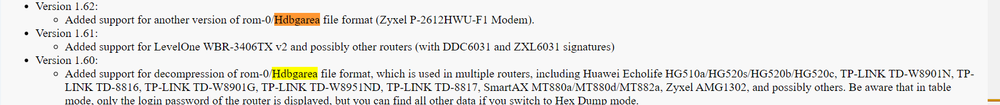 Version 1.62:
Added support for another version of rom-0/Hdbgarea file format (Zyxel P-2612HWU-F1 Modem).
Version 1.61:
Added support for LevelOne WBR-3406TX v2 and possibly other routers (with DDC6031 and ZXL6031 signatures)
Version 1.60:
Added support for decompression of rom-0/Hdbgarea file format, which is used in multiple routers, including Huawei Echolife HG510a/HG520s/HG520b/HG520c, TP-LINK TD-W8901N, TP-
LINK TD-8816, TP-LINK TD-W8901G, TP-LINK TD-W8951ND, TP-LINK TD-8817, SmartAX MT880a/MT880d/MT882a, Zyxel AMG1302, and possibly others. Be aware that in table
mode, only the login password of the router is displayed, but you can find all other data if you switch to Hex Dump mode.